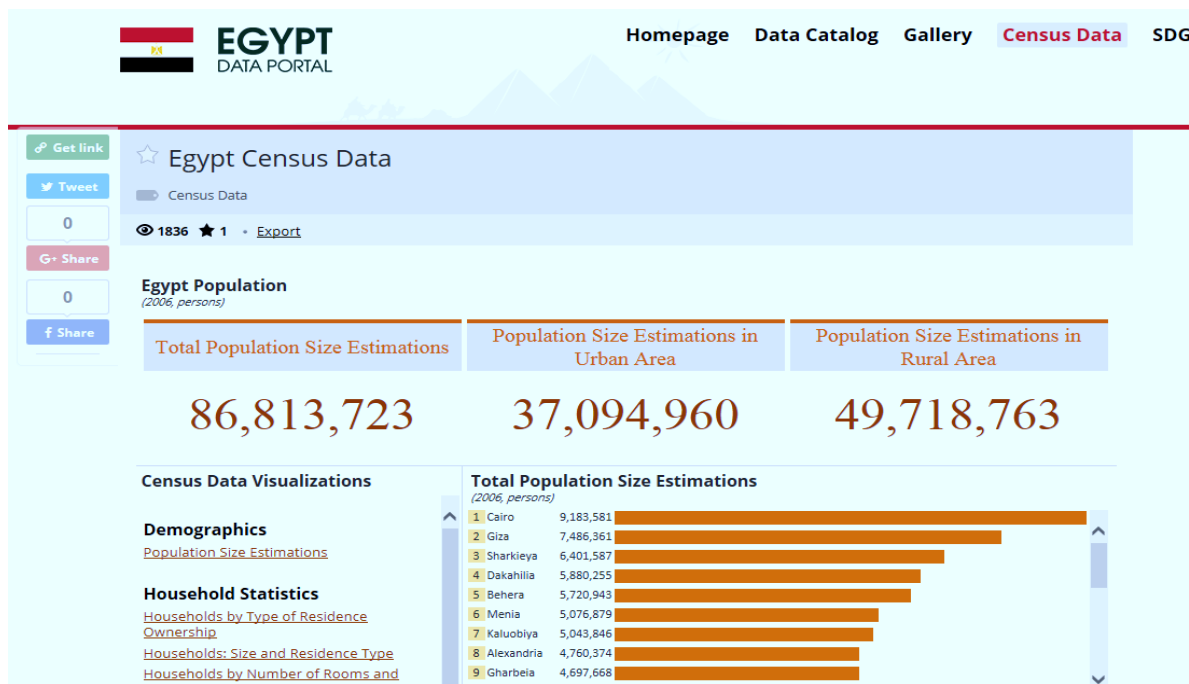 EGYPT
DATA PORTAL
Homepage Data Catalog Gallery Census Data SDG
Get link
Tweet
0
G+ Share
0
f Share
Egypt Census Data
Census Data
1836 1 • Export
Egypt Population
(2006, persons)
Total Population Size Estimations
86,813,723
Population Size Estimations in
Urban Area
37,094,960
Population Size Estimations in
Rural Area
49,718,763
Census Data Visualizations
Demographics
Population Size Estimations
Household Statistics
Households by Type of Residence
Ownership
Households: Size and Residence Type
Households by Number of Rooms and
Total Population Size Estimations
(2006, persons)
1 Cairo 9,183,581
2 Giza 7,486,361
3 Sharkieya 6,401,587
4 Dakahilia 5,880,255
5 Behera 5,720,943
6 Menia 5,076,879
7 Kaluobiya 5,043,846
8 Alexandria 4,760,374
9 Gharbeia 4,697,668